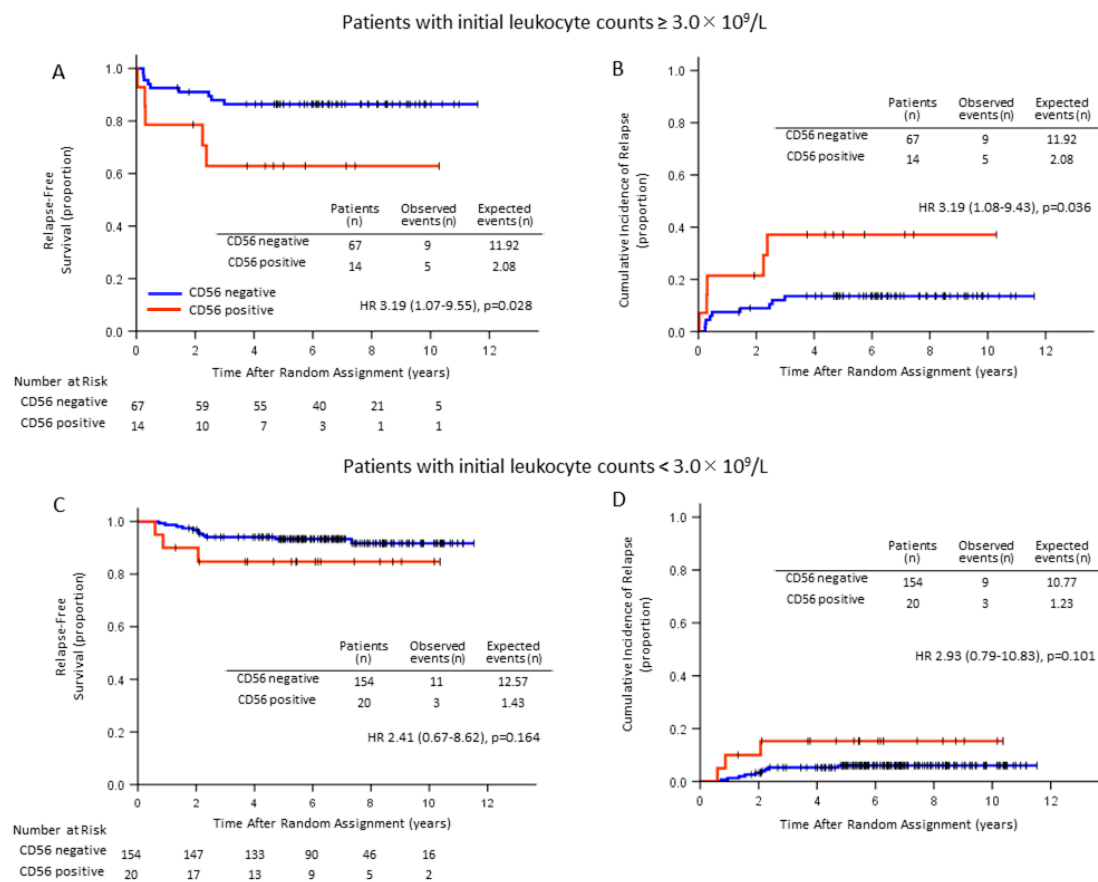 Patients with initial leukocyte counts ≥ 3.0 × 10⁹/L
A
Relapse-Free
Survival (proportion)
1.0
0.8
0.6
0.4
0.2
0.0
Patients (n) Observed events (n) Expected events (n)
CD56 negative 67 9 11.92
CD56 positive 14 5 2.08
CD56 negative
CD56 positive
HR 3.19 (1.07-9.55), p=0.028
0 2 4 6 8 10 12
Time After Random Assignment (years)
Number at Risk
CD56 negative 67 59 55 40 21 5
CD56 positive 14 10 7 3 1 1
B
Cumulative Incidence of Relapse
(proportion)
1.0
0.8
0.6
0.4
0.2
0.0
Patients (n) Observed events (n) Expected events (n)
CD56 negative 67 9 11.92
CD56 positive 14 5 2.08
HR 3.19 (1.08-9.43), p=0.036
0 2 4 6 8 10 12
Time After Random Assignment (years)
Patients with initial leukocyte counts < 3.0 × 10⁹/L
C
Relapse-Free
Survival (proportion)
1.0
0.8
0.6
0.4
0.2
0.0
Patients (n) Observed events (n) Expected events (n)
CD56 negative 154 11 12.57
CD56 positive 20 3 1.43
HR 2.41 (0.67-8.62), p=0.164
0 2 4 6 8 10 12
Time After Random Assignment (years)
Number at Risk
CD56 negative 154 147 133 90 46 16
CD56 positive 20 17 13 9 5 2
D
Cumulative Incidence of Relapse
(proportion)
1.0
0.8
0.6
0.4
0.2
0.0
Patients (n) Observed events (n) Expected events (n)
CD56 negative 154 9 10.77
CD56 positive 20 3 1.23
HR 2.93 (0.79-10.83), p=0.101
0 2 4 6 8 10 12
Time After Random Assignment (years)